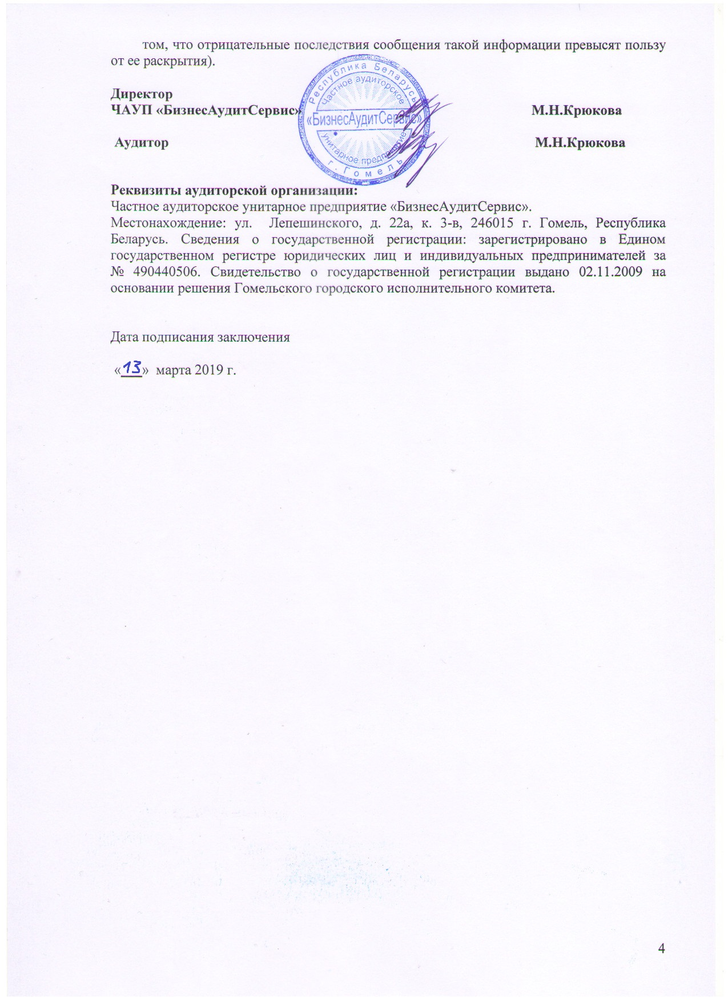 том, что отрицательные последствия сообщения такой информации превысят пользу
от ее раскрытия).
Директор
ЧАУП «БизнесАудитСервис» М.Н.Крюкова
Республика Беларусь
Частное аудиторское
«БизнесАудитСервис»
унитарное предприятие
г. Гомель
Аудитор М.Н.Крюкова
Реквизиты аудиторской организации:
Частное аудиторское унитарное предприятие «БизнесАудитСервис».
Местонахождение: ул. Лепешинского, д. 22а, к. 3-в, 246015 г. Гомель, Республика
Беларусь. Сведения о государственной регистрации: зарегистрировано в Едином
государственном регистре юридических лиц и индивидуальных предпринимателей за
№ 490440506. Свидетельство о государственной регистрации выдано 02.11.2009 на
основании решения Гомельского городского исполнительного комитета.
Дата подписания заключения
«13» марта 2019 г.
4